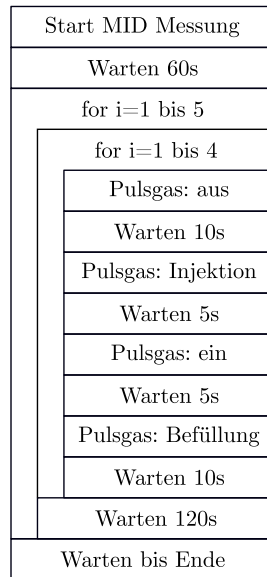 Start MID Messung
Warten 60s
for i=1 bis 5
for i=1 bis 4
Pulsgas: aus
Warten 10s
Pulsgas: Injektion
Warten 5s
Pulsgas: ein
Warten 5s
Pulsgas: Befüllung
Warten 10s
Warten 120s
Warten bis Ende